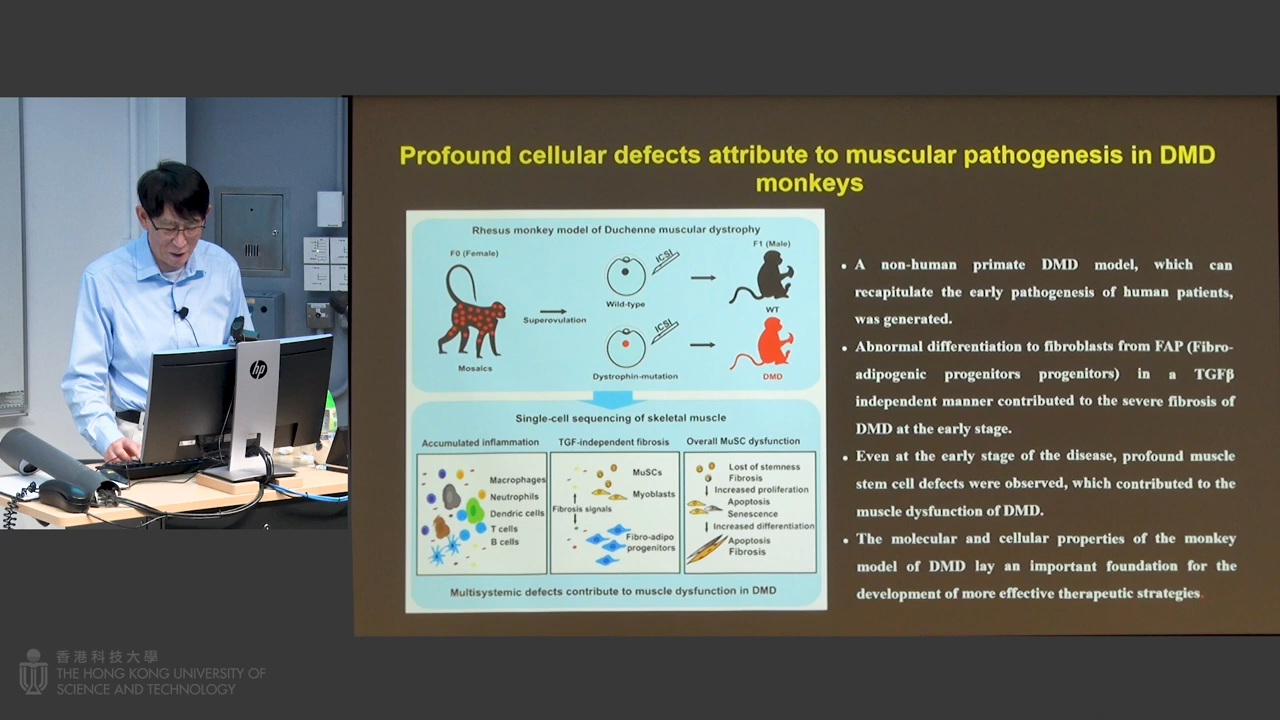 Profound cellular defects attribute to muscular pathogenesis in DMD
monkeys
Rhesus monkey model of Duchenne muscular dystrophy
F0 (Female)
F1 (Male)
ICSI
Wild-type
WT
Superovulation
ICSI
Mosaics
Dystrophin-mutation
DMD
Single-cell sequencing of skeletal muscle
Accumulated inflammation
TGF-independent fibrosis
Overall MuSC dysfunction
Macrophages
Neutrophils
Dendric cells
T cells
B cells
MuSCs
Myoblasts
Fibrosis signals
Fibro-adipo
progenitors
Lost of stemness
Fibrosis
Increased proliferation
Apoptosis
Senescence
Increased differentiation
Apoptosis
Fibrosis
Multisystemic defects contribute to muscle dysfunction in DMD
• A non-human primate DMD model, which can
recapitulate the early pathogenesis of human patients,
was generated.
• Abnormal differentiation to fibroblasts from FAP (Fibro-
adipogenic progenitors progenitors) in a TGFβ
independent manner contributed to the severe fibrosis of
DMD at the early stage.
• Even at the early stage of the disease, profound muscle
stem cell defects were observed, which contributed to the
muscle dysfunction of DMD.
• The molecular and cellular properties of the monkey
model of DMD lay an important foundation for the
development of more effective therapeutic strategies.
hp
香港科技大學
THE HONG KONG UNIVERSITY OF
SCIENCE AND TECHNOLOGY